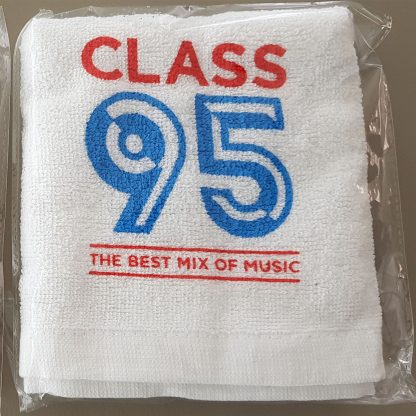 CLASS
95
THE BEST MIX OF MUSIC